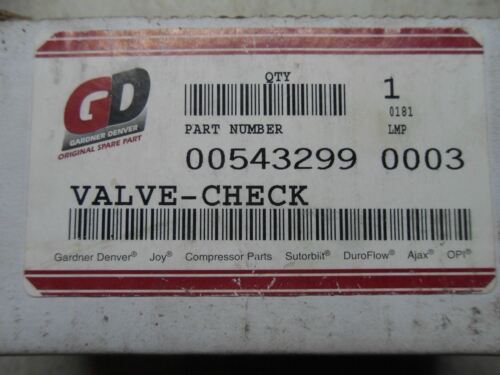 GD
GARDNER DENVER
ORIGINAL SPARE PART
QTY 1
0181
PART NUMBER LMP
00543299 0003
VALVE-CHECK
Gardner Denver® Joy® Compressor Parts Sutorbilt® DuroFlow® Ajax® OPI®